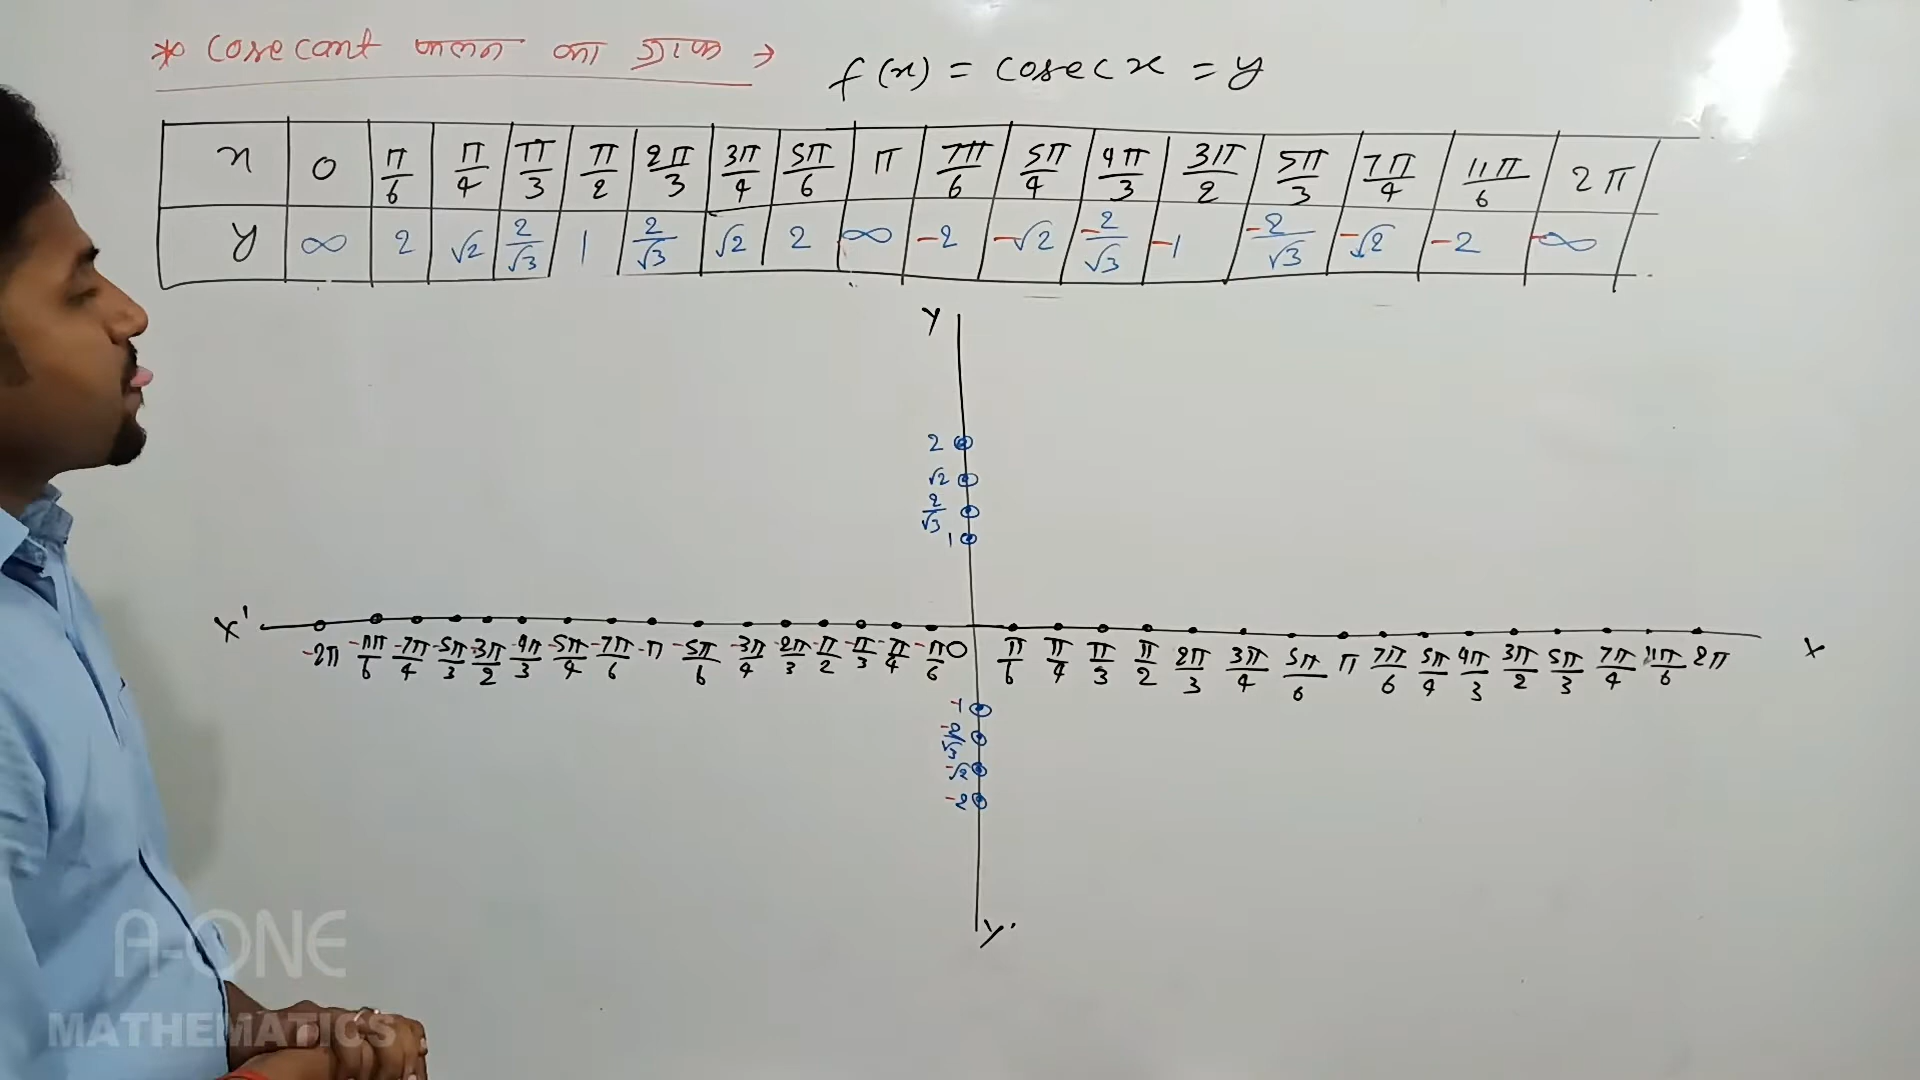 * Cosecant फलन का ग्राफ →
f(x) = cosec x = y
x 0 π/6 π/4 π/3 π/2 2π/3 3π/4 5π/6 π 7π/6 5π/4 4π/3 3π/2 5π/3 7π/4 11π/6 2π
y ∞ 2 √2 2/√3 1 2/√3 √2 2 ∞ -2 -√2 -2/√3 -1 -2/√3 -√2 -2 -∞
Y
2
√2
2/√3
1
X' X
-2π -11π/6 -7π/4 -5π/3 -3π/2 -4π/3 -5π/4 -7π/6 -π -5π/6 -3π/4 -2π/3 -π/2 -π/3 -π/4 -π/6 0 π/6 π/4 π/3 π/2 2π/3 3π/4 5π/6 π 7π/6 5π/4 4π/3 3π/2 5π/3 7π/4 11π/6 2π
-1
-2/√3
-√2
-2
Y'
A-ONE
MATHEMATICS